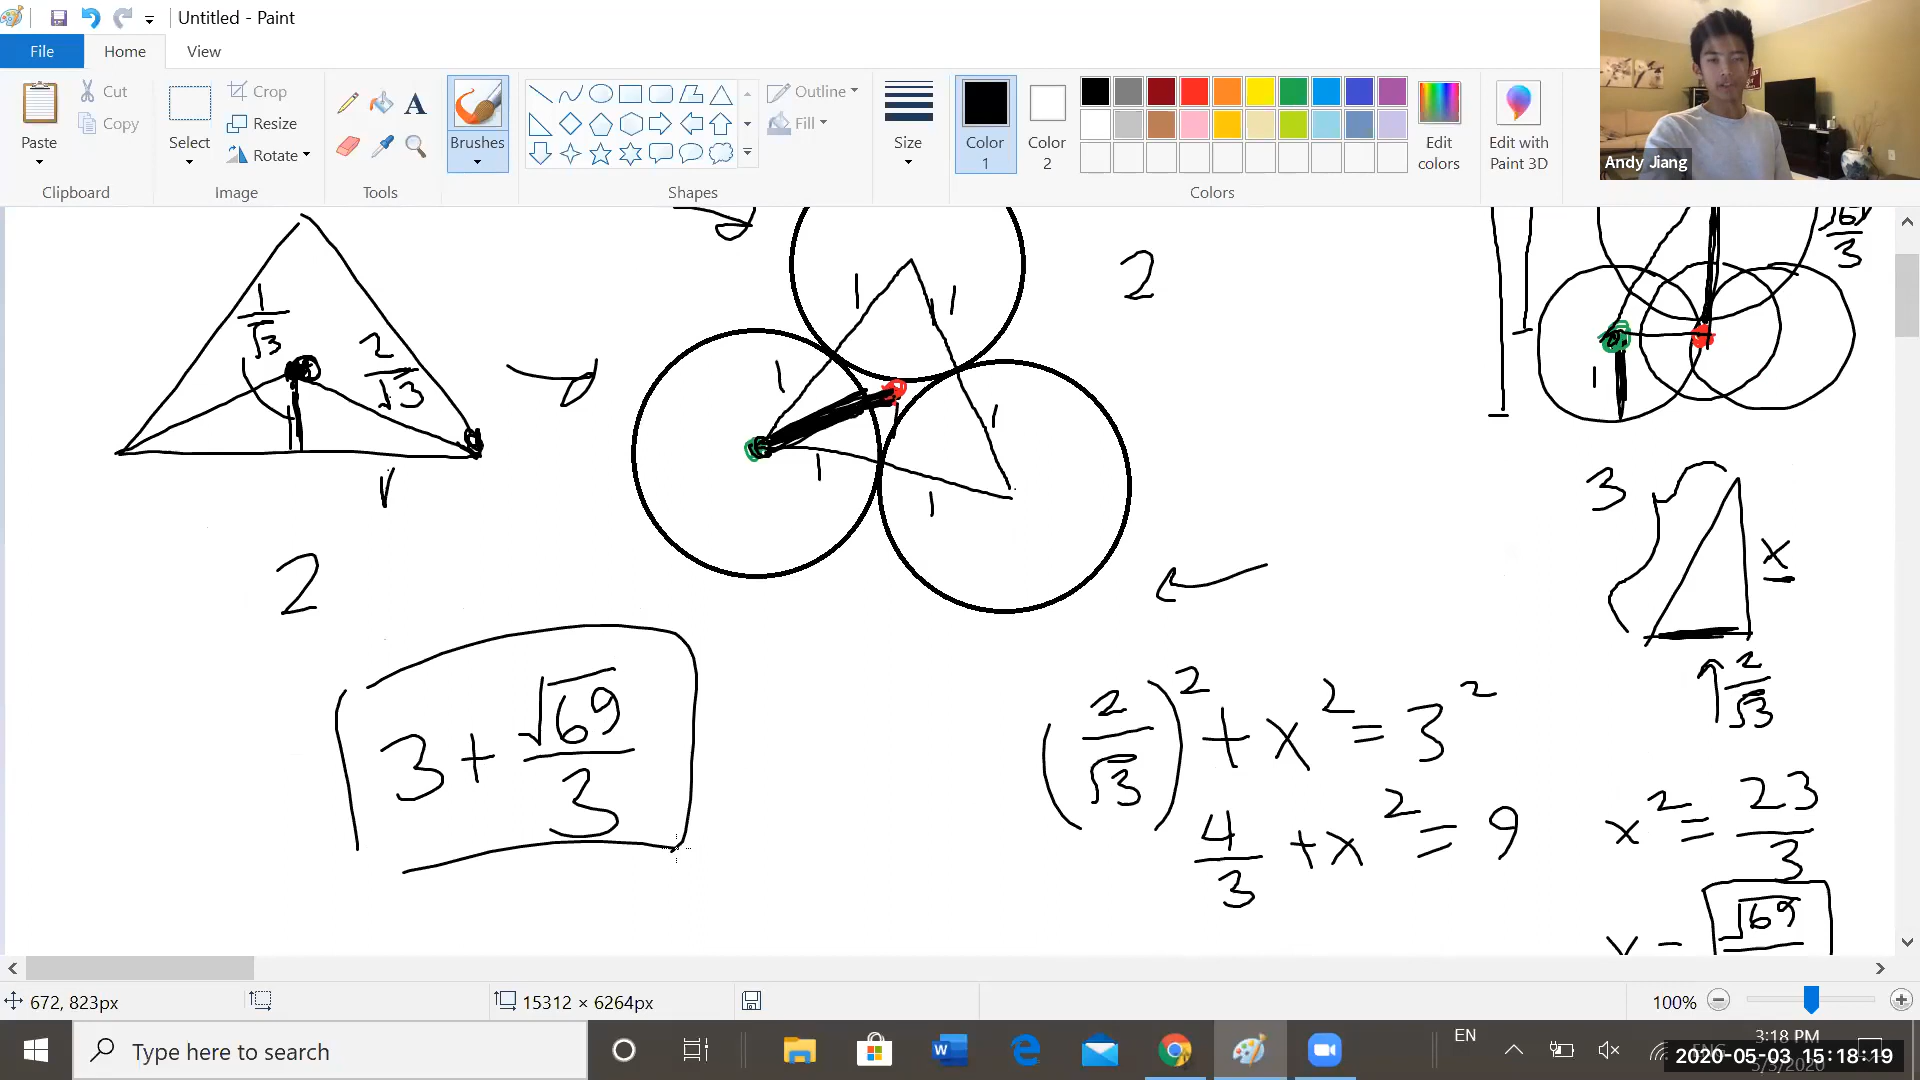 Untitled - Paint
File
Home
View
Paste
Cut
Copy
Clipboard
Select
Crop
Resize
Rotate
Image
A
Tools
Brushes
Shapes
Outline
Fill
Size
Color 1
Color 2
Colors
Edit colors
Edit with Paint 3D
Andy Jiang
1/√3
2/√3
1
2
1
1
1
1
1
1
2
√69/3
1
3
x
2/√3
3 + √69/3
(2/√3)² + x² = 3²
4/3 + x² = 9
x² = 23/3
√69
672, 823px
15312 × 6264px
100%
Type here to search
EN
3:18 PM
2020-05-03 15:18:19